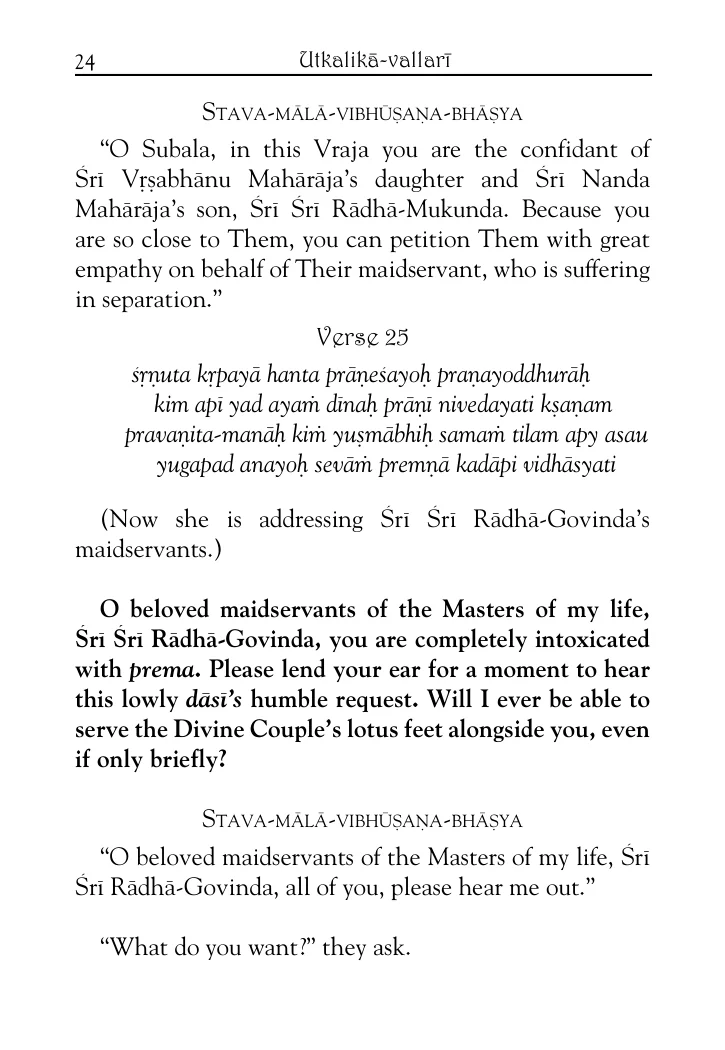 24 Utkalikā-vallarī
Stava-mālā-vibhūṣaṇa-bhāṣya
“O Subala, in this Vraja you are the confidant of
Śrī Vṛṣabhānu Mahārāja’s daughter and Śrī Nanda
Mahārāja’s son, Śrī Śrī Rādhā-Mukunda. Because you
are so close to Them, you can petition Them with great
empathy on behalf of Their maidservant, who is suffering
in separation.”
Verse 25
śṛṇuta kṛpayā hanta prāṇeśayoḥ praṇayoddhurāḥ
kim api yad ayaṁ dīnaḥ prāṇī nivedayati kṣaṇam
pravaṇita-manāḥ kiṁ yuṣmābhiḥ samaṁ tilam apy asau
yugapad anayoḥ sevāṁ premṇā kadāpi vidhāsyati
(Now she is addressing Śrī Śrī Rādhā-Govinda’s
maidservants.)
O beloved maidservants of the Masters of my life,
Śrī Śrī Rādhā-Govinda, you are completely intoxicated
with prema. Please lend your ear for a moment to hear
this lowly dāsī’s humble request. Will I ever be able to
serve the Divine Couple’s lotus feet alongside you, even
if only briefly?
Stava-mālā-vibhūṣaṇa-bhāṣya
“O beloved maidservants of the Masters of my life, Śrī
Śrī Rādhā-Govinda, all of you, please hear me out.”
“What do you want?” they ask.